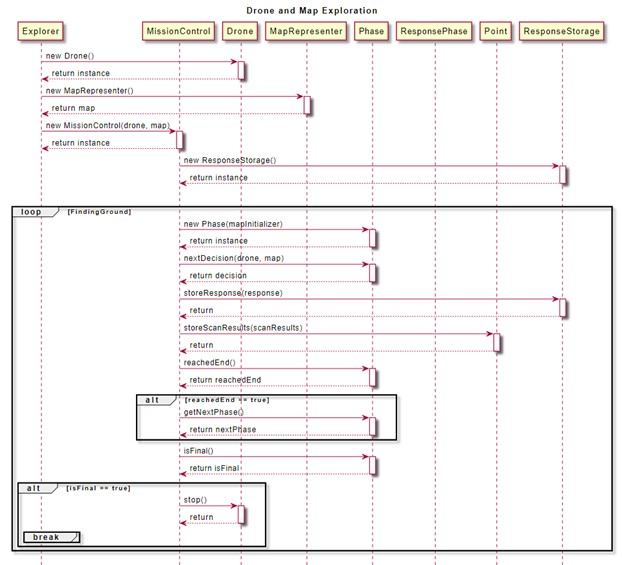 Drone and Map Exploration
Explorer MissionControl Drone MapRepresenter Phase ResponsePhase Point ResponseStorage
new Drone()
return instance
new MapRepresenter()
return map
new MissionControl(drone, map)
return instance
new ResponseStorage()
return instance
loop [FindingGround]
new Phase(mapInitializer)
return instance
nextDecision(drone, map)
return decision
storeResponse(response)
return
storeScanResults(scanResults)
return
reachedEnd()
return reachedEnd
alt [reachedEnd == true]
getNextPhase()
return nextPhase
isFinal()
return isFinal
alt [isFinal == true]
stop()
return
break